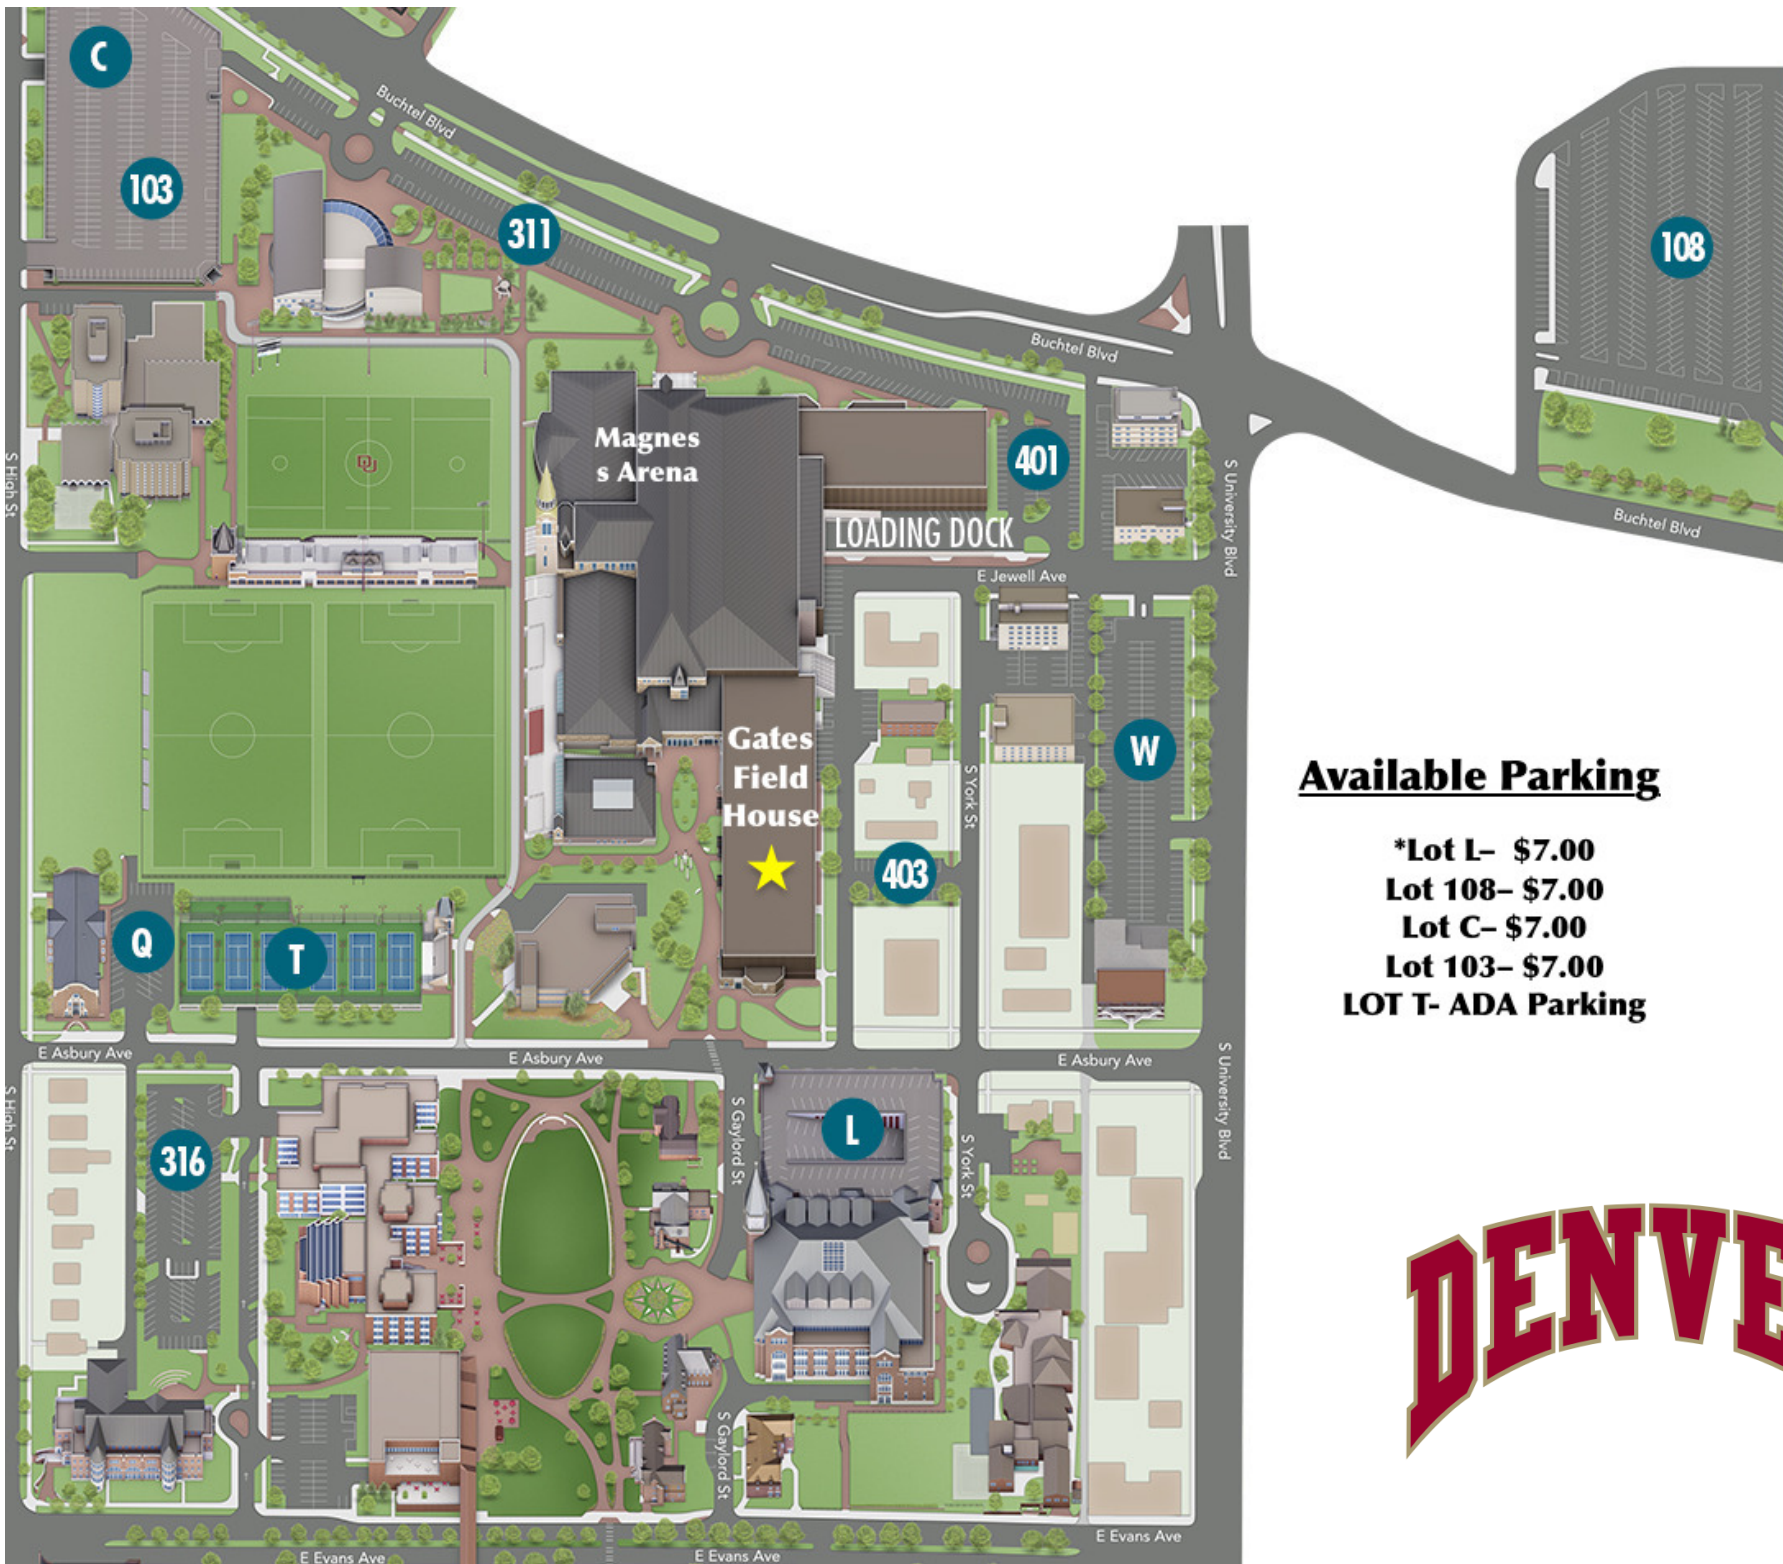 C
Buchtel Blvd
103
311
108
Buchtel Blvd
Magnes
s Arena
401
S High St
S University Blvd
Buchtel Blvd
LOADING DOCK
E Jewell Ave
Gates
Field
House
W
S York St
Available Parking
*Lot L– $7.00
Lot 108– $7.00
Lot C– $7.00
Lot 103– $7.00
LOT T- ADA Parking
403
Q
T
DU
E Asbury Ave
E Asbury Ave
E Asbury Ave
S High St
S Gaylord St
L
S York St
S University Blvd
316
DENVE
S Gaylord St
E Evans Ave
E Evans Ave
E Evans Ave